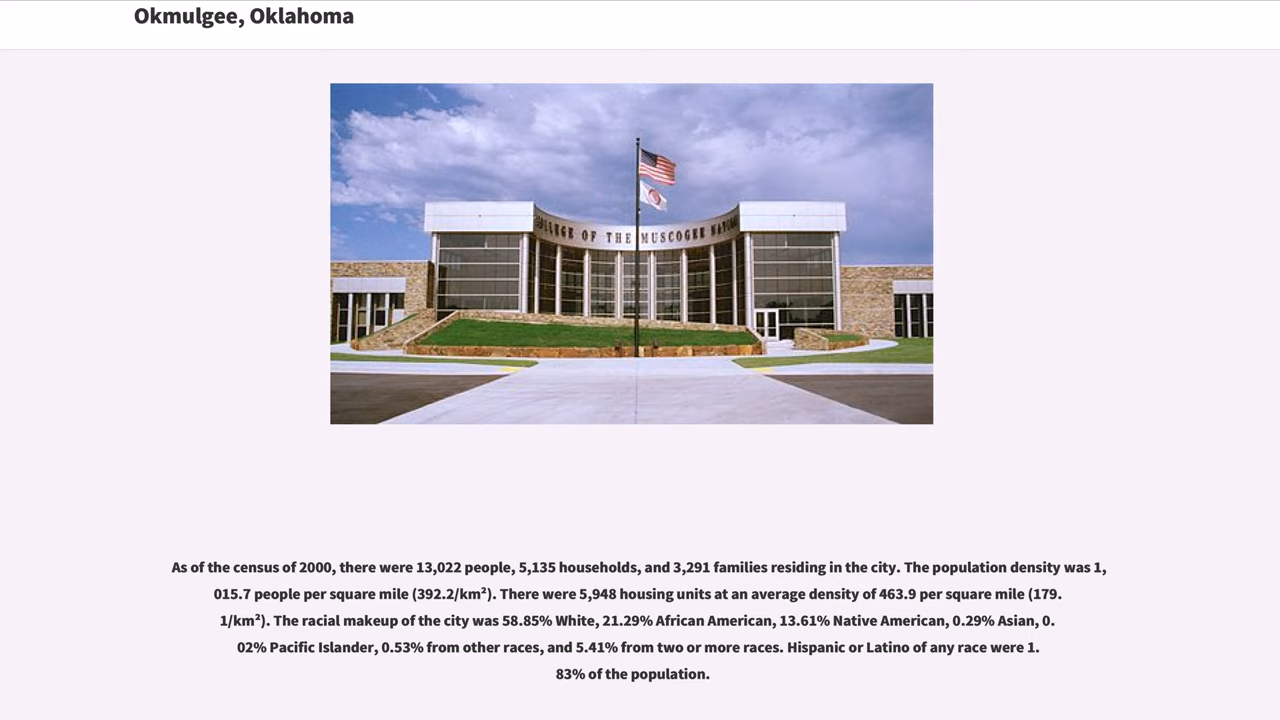 Okmulgee, Oklahoma
COLLEGE OF THE MUSCOGEE NATION
As of the census of 2000, there were 13,022 people, 5,135 households, and 3,291 families residing in the city. The population density was 1,
015.7 people per square mile (392.2/km²). There were 5,948 housing units at an average density of 463.9 per square mile (179.
1/km²). The racial makeup of the city was 58.85% White, 21.29% African American, 13.61% Native American, 0.29% Asian, 0.
02% Pacific Islander, 0.53% from other races, and 5.41% from two or more races. Hispanic or Latino of any race were 1.
83% of the population.